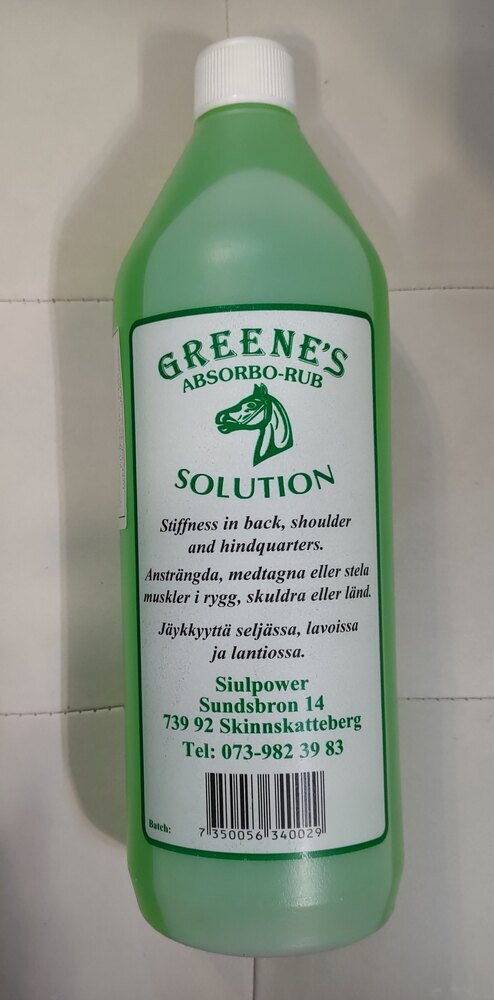 GREENE'S
ABSORBO-RUB
SOLUTION
Stiffness in back, shoulder
and hindquarters.
Ansträngda, medtagna eller stela
muskler i rygg, skuldra eller länd.
Jäykkyyttä seljässa, lavoissa
ja lantiossa.
Siulpower
Sundsbron 14
739 92 Skinnskatteberg
Tel: 073-982 39 83
Batch:
7 350056 340029